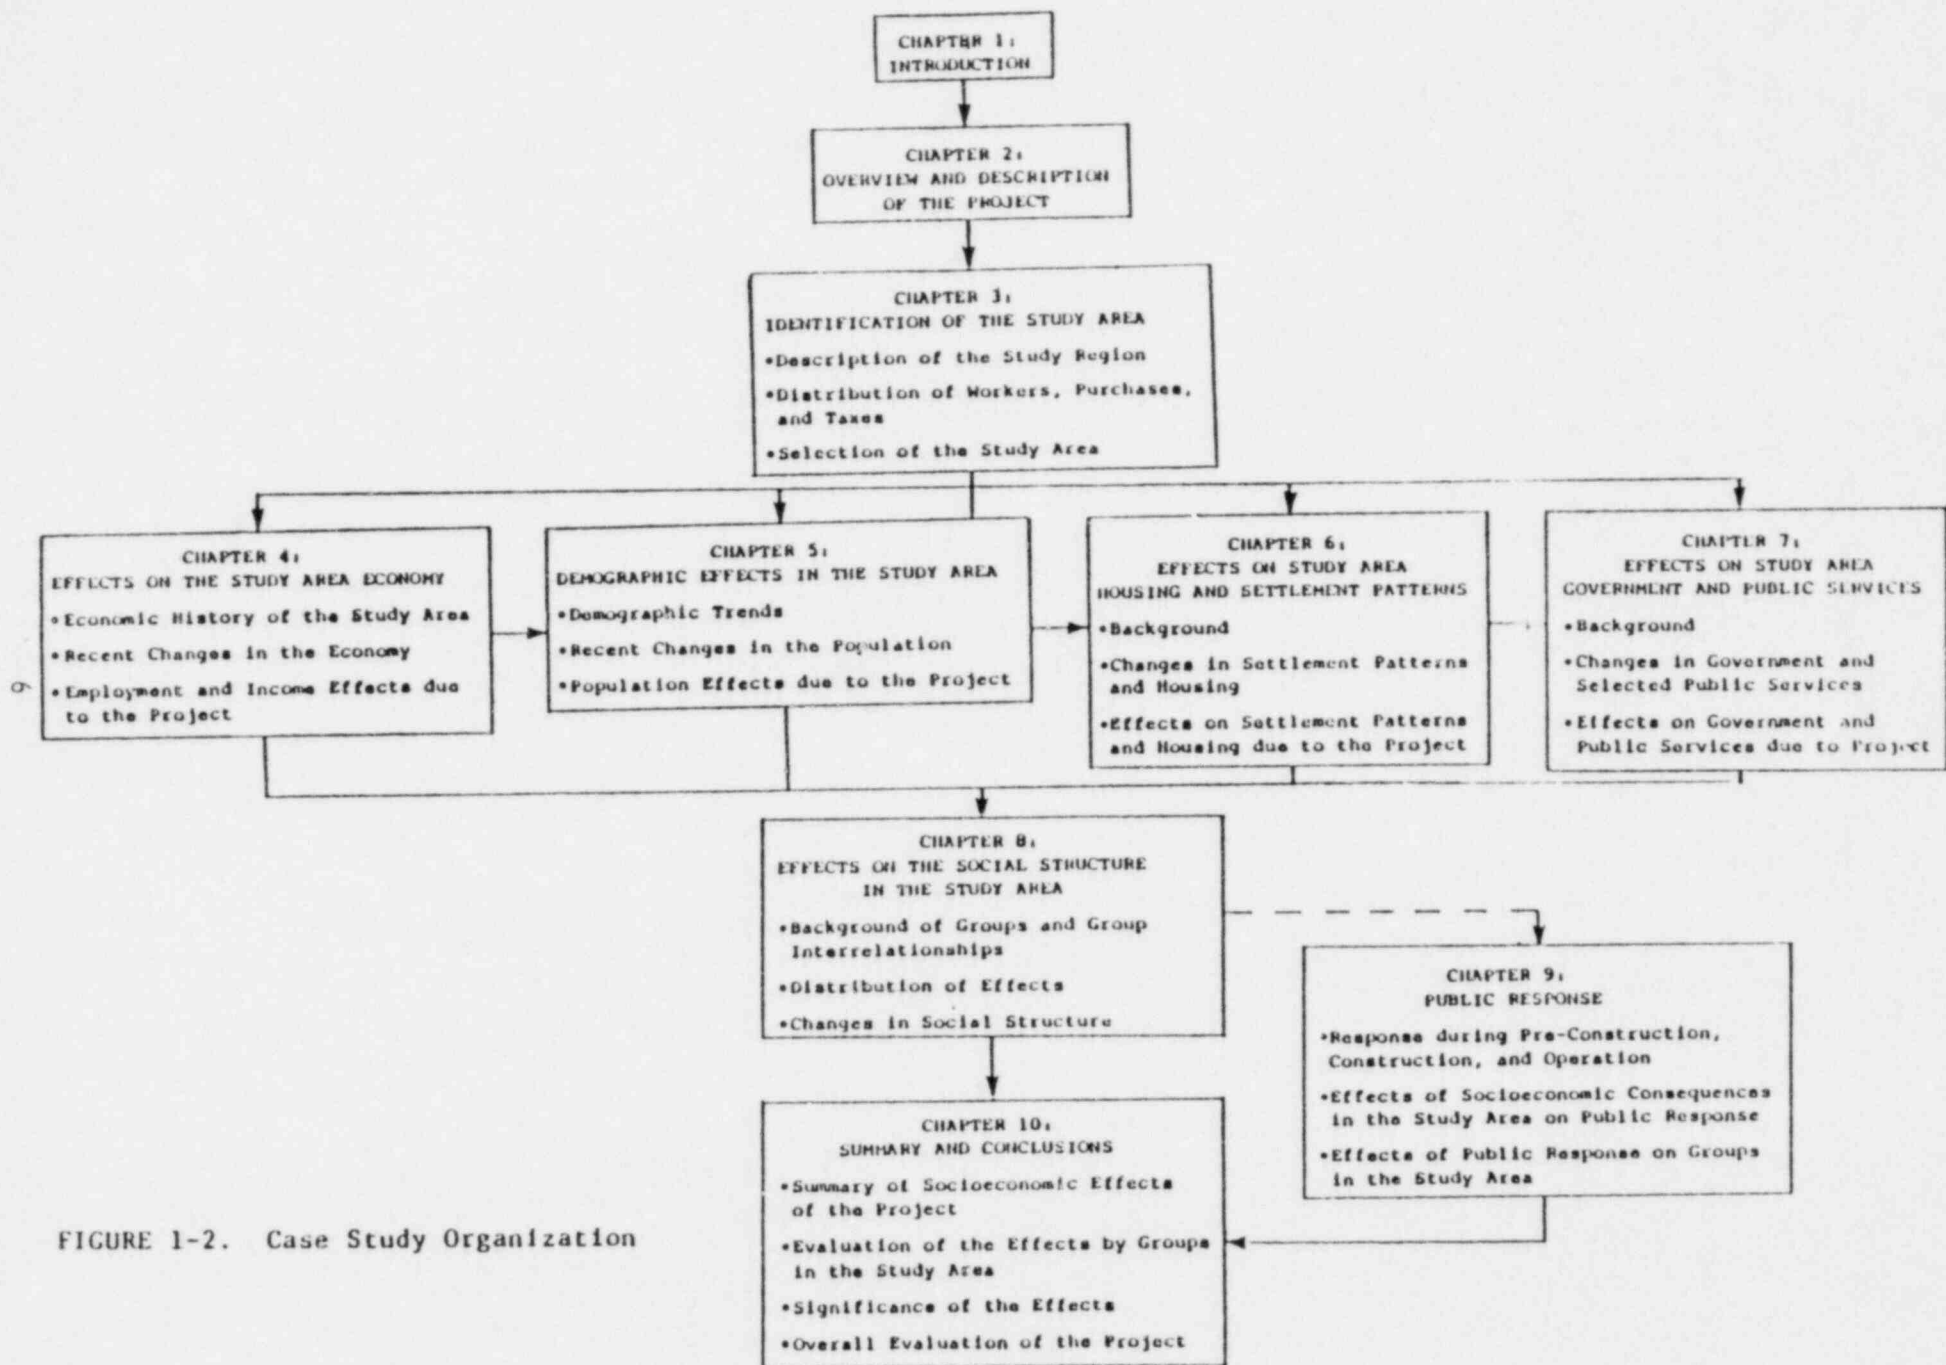 CHAPTER 1:
INTRODUCTION
CHAPTER 2:
OVERVIEW AND DESCRIPTION
OF THE PROJECT
CHAPTER 3:
IDENTIFICATION OF THE STUDY AREA
•Description of the Study Region
•Distribution of Workers, Purchases,
and Taxes
•Selection of the Study Area
CHAPTER 4:
EFFECTS ON THE STUDY AREA ECONOMY
•Economic History of the Study Area
•Recent Changes in the Economy
•Employment and Income Effects due
to the Project
CHAPTER 5:
DEMOGRAPHIC EFFECTS IN THE STUDY AREA
•Demographic Trends
•Recent Changes in the Population
•Population Effects due to the Project
CHAPTER 6:
EFFECTS ON STUDY AREA
HOUSING AND SETTLEMENT PATTERNS
•Background
•Changes in Settlement Patterns
and Housing
•Effects on Settlement Patterns
and Housing due to the Project
CHAPTER 7:
EFFECTS ON STUDY AREA
GOVERNMENT AND PUBLIC SERVICES
•Background
•Changes in Government and
Selected Public Services
•Effects on Government and
Public Services due to Project
6
CHAPTER 8:
EFFECTS ON THE SOCIAL STRUCTURE
IN THE STUDY AREA
•Background of Groups and Group
Interrelationships
•Distribution of Effects
•Changes in Social Structure
CHAPTER 9:
PUBLIC RESPONSE
•Response during Pre-Construction,
Construction, and Operation
•Effects of Socioeconomic Consequences
in the Study Area on Public Response
•Effects of Public Response on Groups
in the Study Area
CHAPTER 10:
SUMMARY AND CONCLUSIONS
•Summary of Socioeconomic Effects
of the Project
•Evaluation of the Effects by Groups
in the Study Area
•Significance of the Effects
•Overall Evaluation of the Project
FIGURE 1-2. Case Study Organization